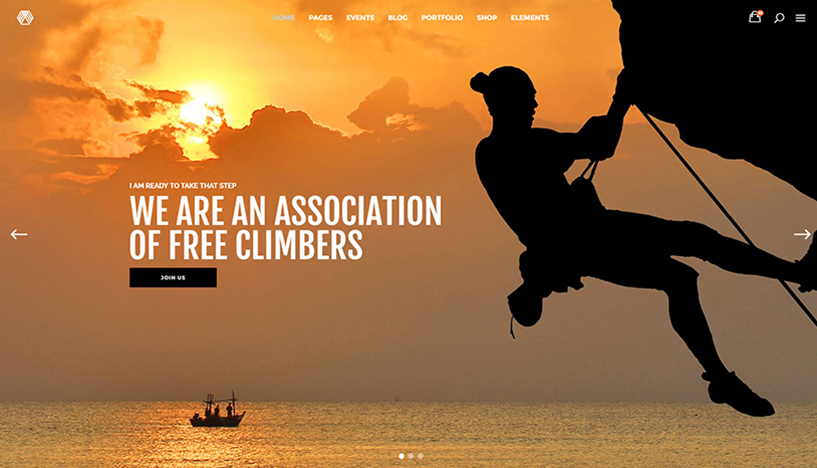 HOME PAGES EVENTS BLOG PORTFOLIO SHOP ELEMENTS
I AM READY TO TAKE THAT STEP
WE ARE AN ASSOCIATION
OF FREE CLIMBERS
JOIN US